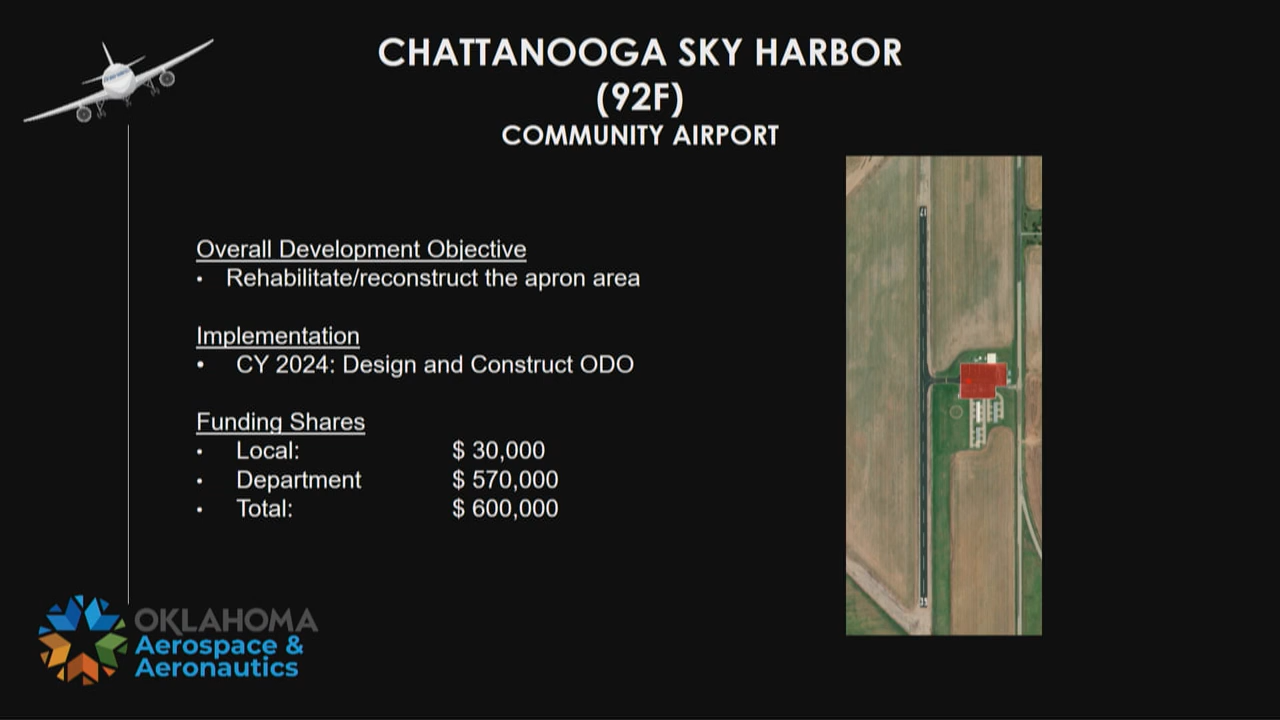 CHATTANOOGA SKY HARBOR
(92F)
COMMUNITY AIRPORT
Overall Development Objective
• Rehabilitate/reconstruct the apron area
Implementation
• CY 2024: Design and Construct ODO
Funding Shares
• Local: $ 30,000
• Department $ 570,000
• Total: $ 600,000
OKLAHOMA
Aerospace &
Aeronautics